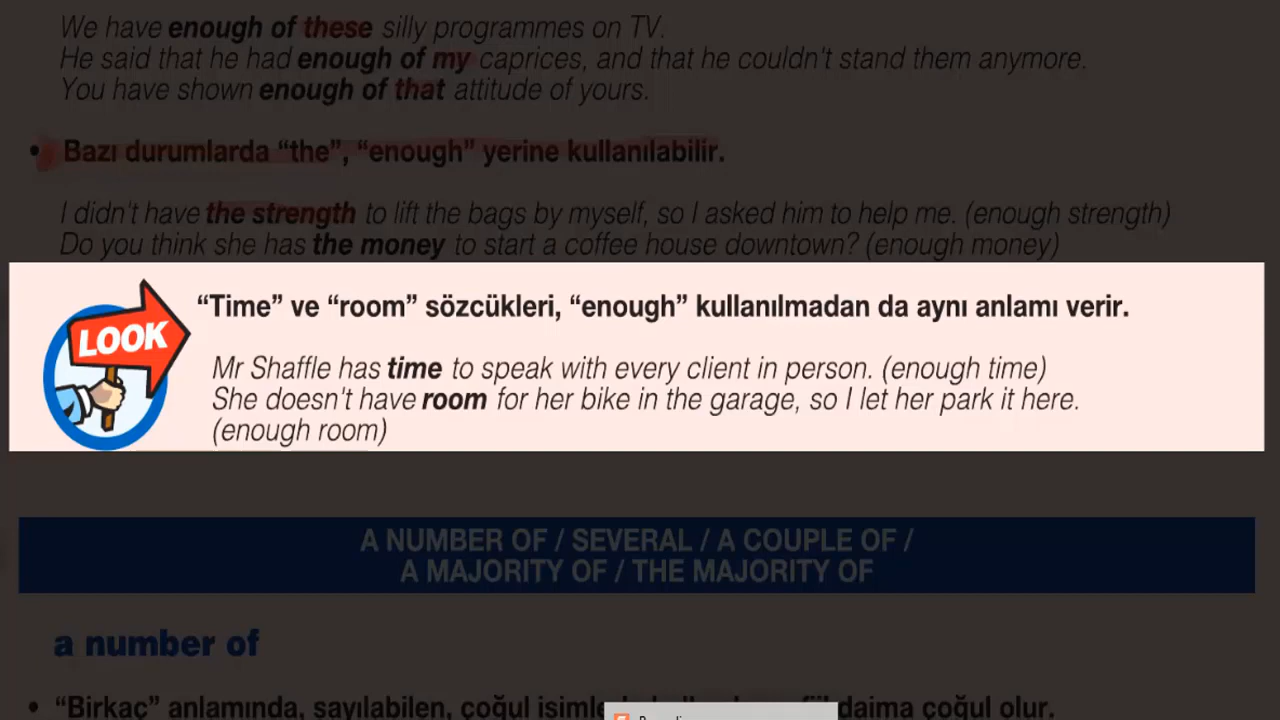 We have enough of these silly programmes on TV.
He said that he had enough of my caprices, and that he couldn't stand them anymore.
You have shown enough of that attitude of yours.
• Bazı durumlarda “the”, “enough” yerine kullanılabilir.
I didn't have the strength to lift the bags by myself, so I asked him to help me. (enough strength)
Do you think she has the money to start a coffee house downtown? (enough money)
LOOK
“Time” ve “room” sözcükleri, “enough” kullanılmadan da aynı anlamı verir.
Mr Shaffle has time to speak with every client in person. (enough time)
She doesn't have room for her bike in the garage, so I let her park it here.
(enough room)
A NUMBER OF / SEVERAL / A COUPLE OF /
A MAJORITY OF / THE MAJORITY OF
a number of
• “Birkaç” anlamında, sayılabilen, çoğul daima çoğul olur.